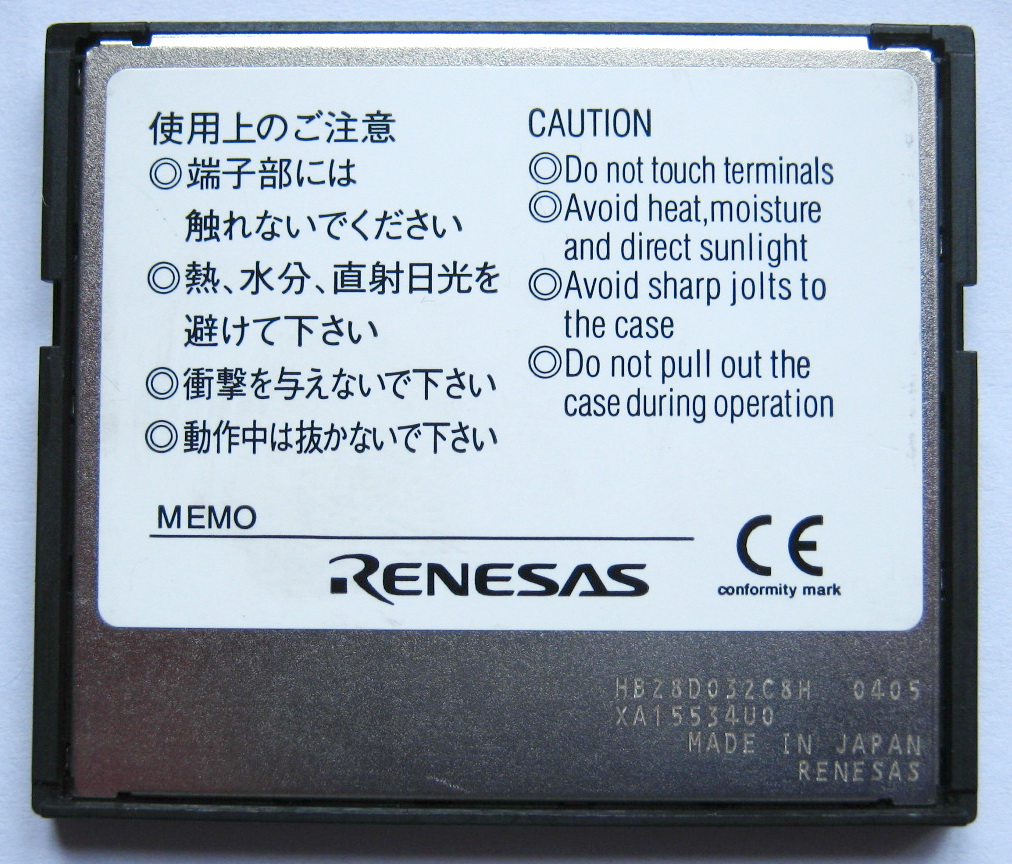 使用上のご注意
◎端子部には
触れないでください
◎熱、水分、直射日光を
避けて下さい
◎衝撃を与えないで下さい
◎動作中は抜かないで下さい
CAUTION
◎Do not touch terminals
◎Avoid heat,moisture
and direct sunlight
◎Avoid sharp jolts to
the case
◎Do not pull out the
case during operation
MEMO
RENESAS
CE
conformity mark
HB28D032C8H 0405
XA15534U0
MADE IN JAPAN
RENESAS